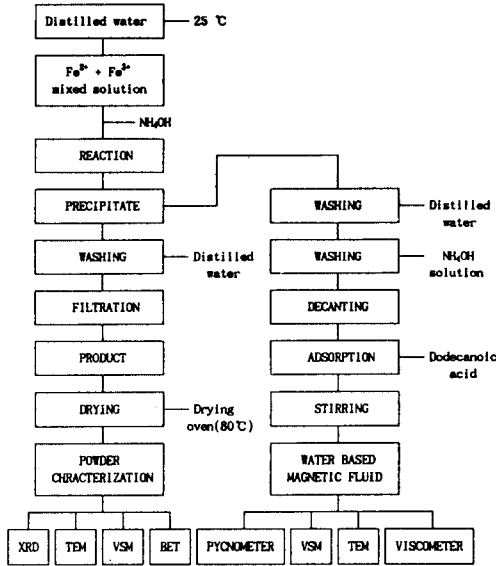 Distilled water
25 ℃
Fe²⁺ + Fe³⁺
mixed solution
NH₄OH
REACTION
PRECIPITATE
WASHING
Distilled
water
FILTRATION
PRODUCT
DRYING
Drying
oven(80℃)
POWDER
CHRACTERIZATION
XRD
TEM
VSM
BET
WASHING
Distilled
water
WASHING
NH₄OH
solution
DECANTING
ADSORPTION
Dodecanoic
acid
STIRRING
WATER BASED
MAGNETIC FLUID
PYCNOMETER
VSM
TEM
VISCOMETER